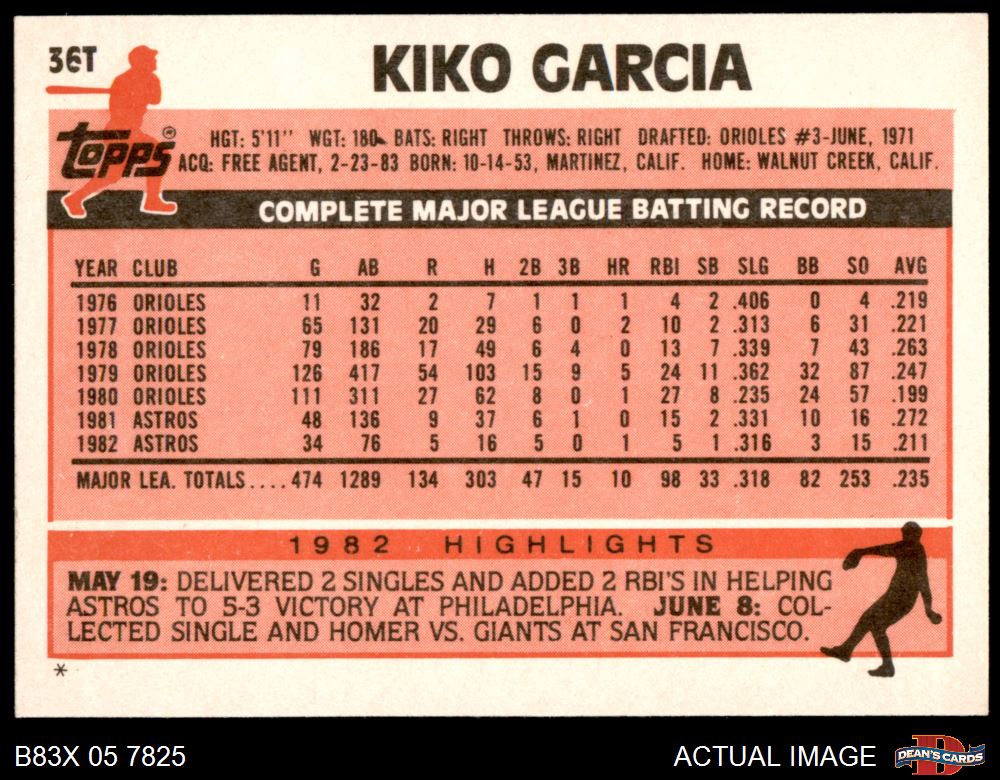 36T
KIKO GARCIA
topps®
HGT: 5'11" WGT: 180 BATS: RIGHT THROWS: RIGHT DRAFTED: ORIOLES #3-JUNE, 1971
ACQ: FREE AGENT, 2-23-83 BORN: 10-14-53, MARTINEZ, CALIF. HOME: WALNUT CREEK, CALIF.
COMPLETE MAJOR LEAGUE BATTING RECORD
YEAR CLUB G AB R H 2B 3B HR RBI SB SLG BB SO AVG
1976 ORIOLES 11 32 2 7 1 1 1 4 2 .406 0 4 .219
1977 ORIOLES 65 131 20 29 6 0 2 10 2 .313 6 31 .221
1978 ORIOLES 79 186 17 49 6 4 0 13 7 .339 7 43 .263
1979 ORIOLES 126 417 54 103 15 9 5 24 11 .362 32 87 .247
1980 ORIOLES 111 311 27 62 8 0 1 27 8 .235 24 57 .199
1981 ASTROS 48 136 9 37 6 1 0 15 2 .331 10 16 .272
1982 ASTROS 34 76 5 16 5 0 1 5 1 .316 3 15 .211
MAJOR LEA. TOTALS....474 1289 134 303 47 15 10 98 33 .318 82 253 .235
1982 HIGHLIGHTS
MAY 19: DELIVERED 2 SINGLES AND ADDED 2 RBI'S IN HELPING
ASTROS TO 5-3 VICTORY AT PHILADELPHIA. JUNE 8: COL-
LECTED SINGLE AND HOMER VS. GIANTS AT SAN FRANCISCO.
*
B83X 05 7825
ACTUAL IMAGE
D
DEAN'S CARDS